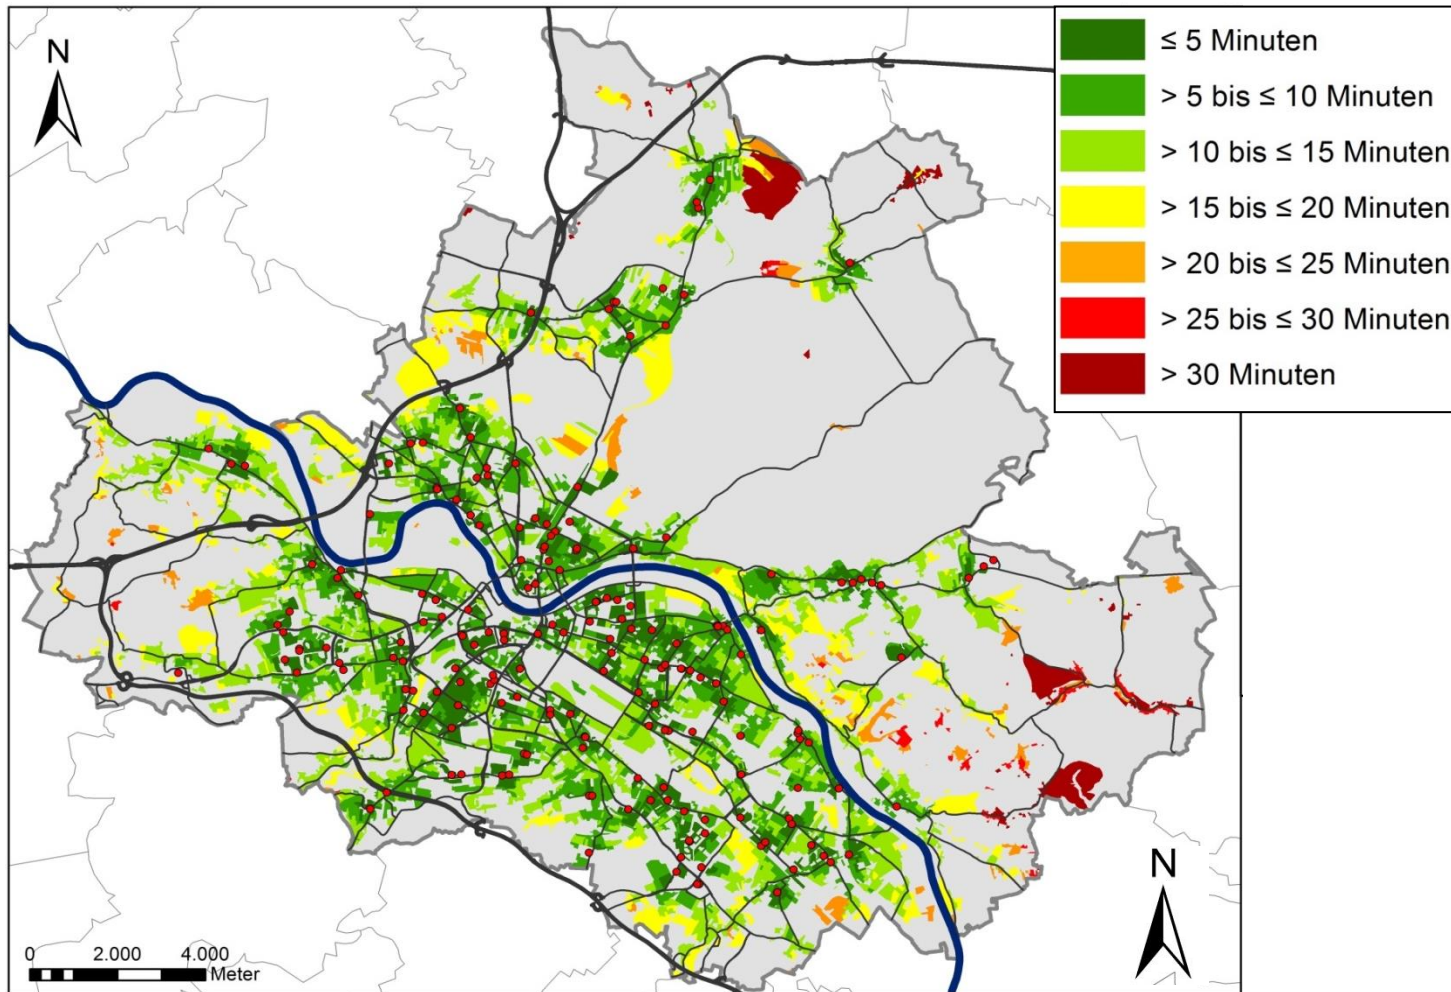 N
≤ 5 Minuten
> 5 bis ≤ 10 Minuten
> 10 bis ≤ 15 Minuten
> 15 bis ≤ 20 Minuten
> 20 bis ≤ 25 Minuten
> 25 bis ≤ 30 Minuten
> 30 Minuten
N
0 2.000 4.000
Meter